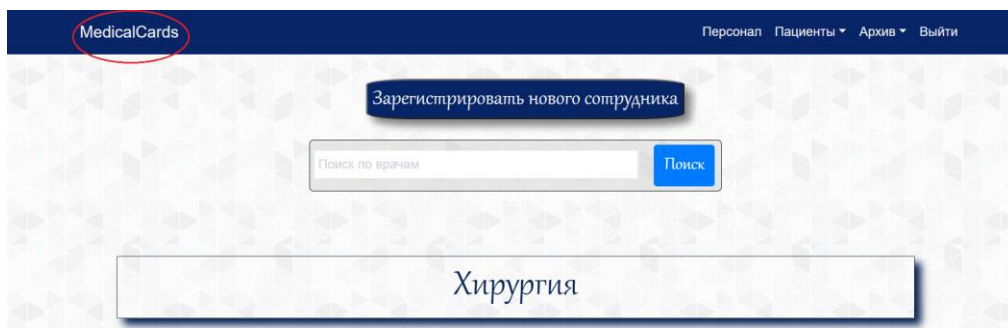 MedicalCards Персонал Пациенты Архив Выйти
Зарегистрировать нового сотрудника
Поиск по врачам Поиск
Хирургия